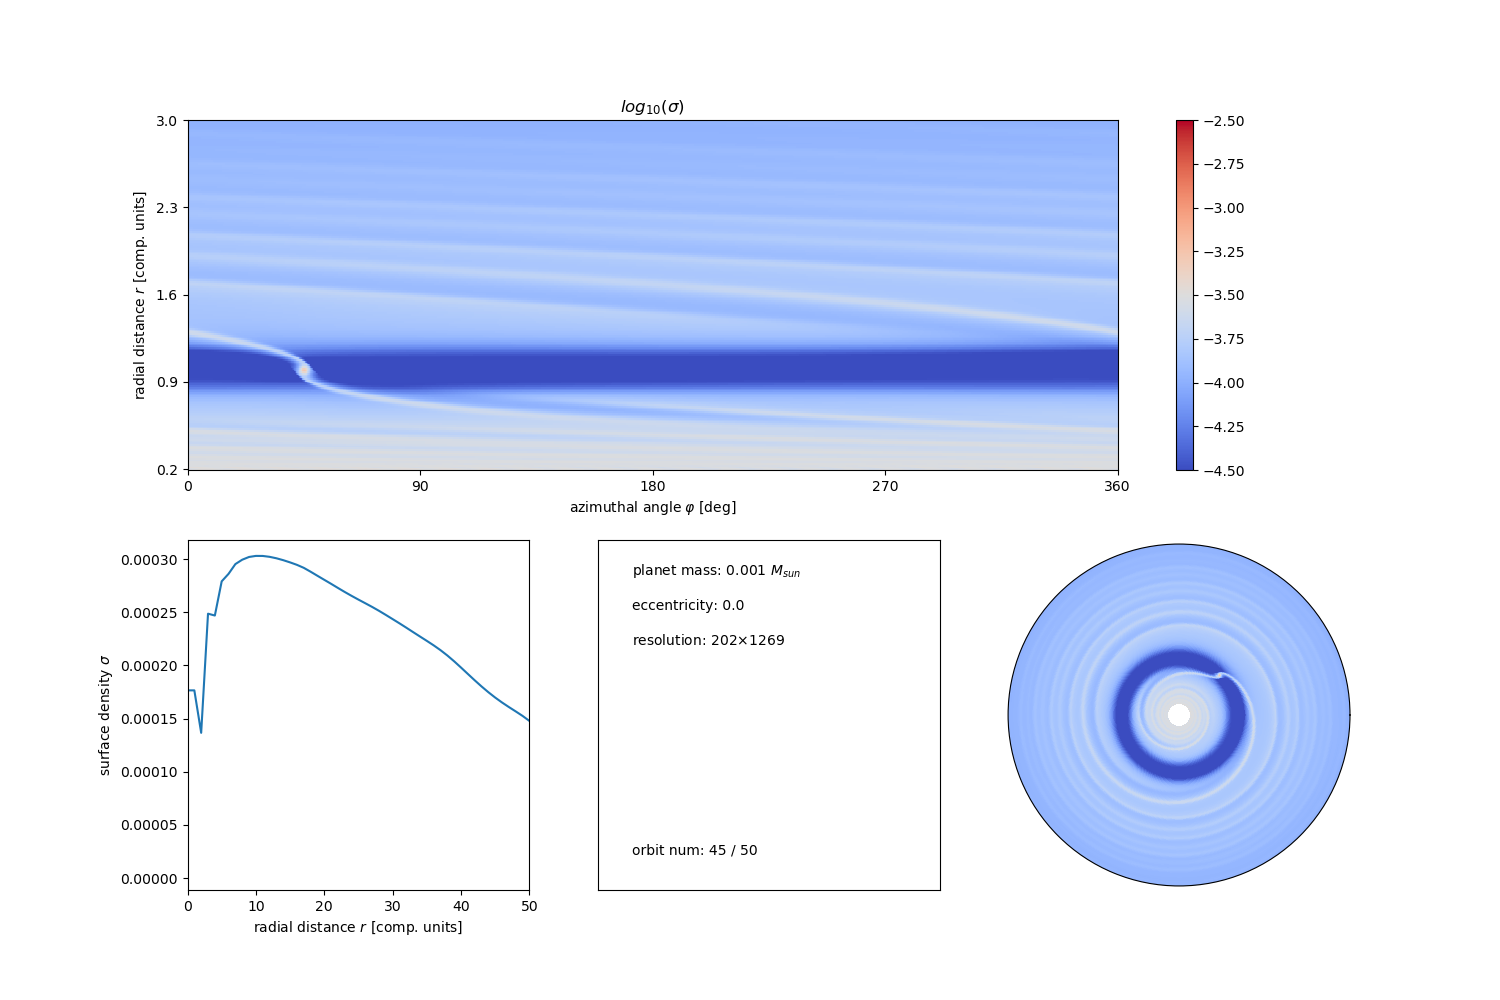 log₁₀(σ)
3.0
2.3
1.6
0.9
0.2
radial distance r [comp. units]
0 90 180 270 360
azimuthal angle φ [deg]
−2.50
−2.75
−3.00
−3.25
−3.50
−3.75
−4.00
−4.25
−4.50
0.00030
0.00025
0.00020
0.00015
0.00010
0.00005
0.00000
surface density σ
0 10 20 30 40 50
radial distance r [comp. units]
planet mass: 0.001 M_sun
eccentricity: 0.0
resolution: 202×1269
orbit num: 45 / 50